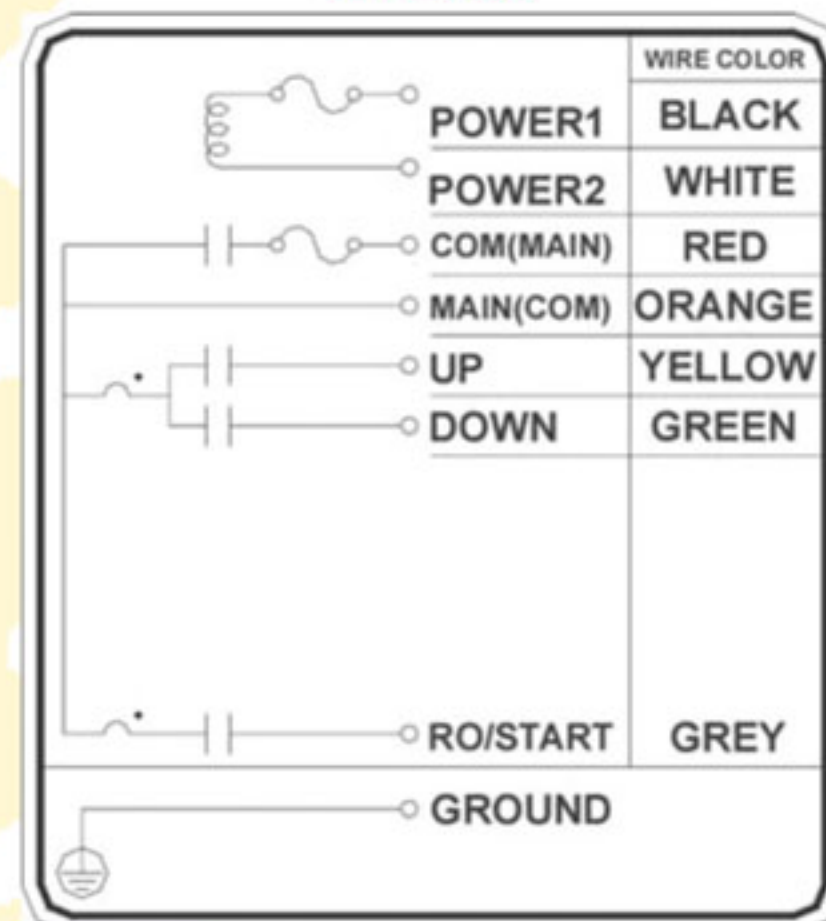 WIRE COLOR
POWER1 BLACK
POWER2 WHITE
COM(MAIN) RED
MAIN(COM) ORANGE
UP YELLOW
DOWN GREEN
RO/START GREY
GROUND